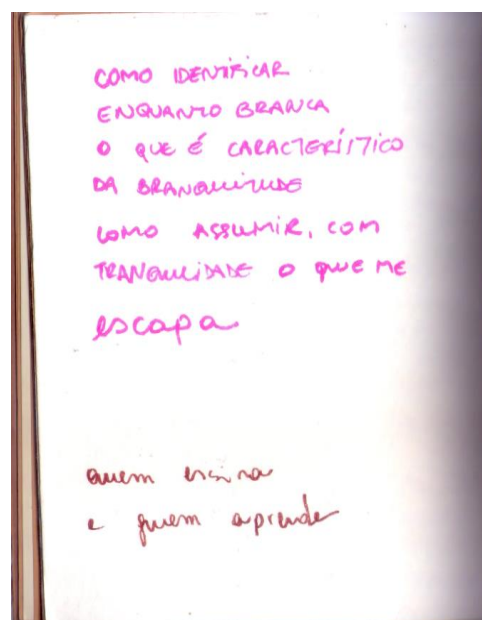 COMO IDENTIFICAR
ENQUANTO BRANCA
O QUE É CARACTERÍSTICO
DA BRANQUITUDE
COMO ASSUMIR, COM
TRANQUILIDADE O QUE ME
escapa
quem ensina
e quem aprende